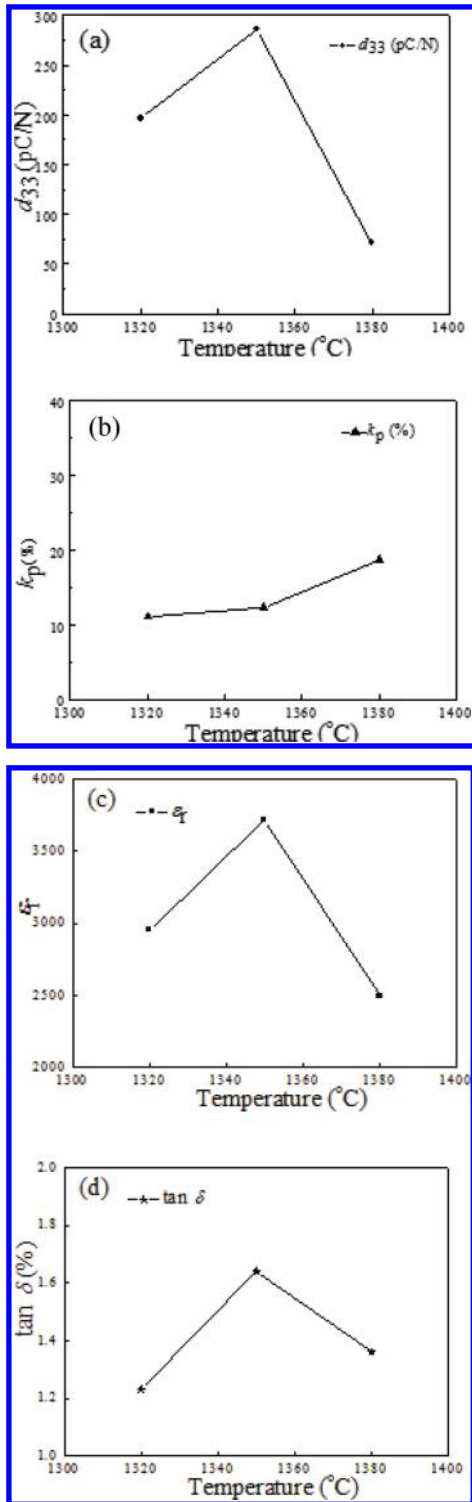 (a)
d33 (pC/N)
300
250
200
150
100
50
0
d33 (pC/N)
1300 1320 1340 1360 1380 1400
Temperature (°C)
(b)
kp (%)
40
30
20
10
0
kp(%)
1300 1320 1340 1360 1380 1400
Temperature (°C)
(c)
εr
4000
3500
3000
2500
2000
εr
1300 1320 1340 1360 1380 1400
Temperature (°C)
(d)
tan δ
2.0
1.8
1.6
1.4
1.2
1.0
tan δ (%)
1300 1320 1340 1360 1380 1400
Temperature (°C)